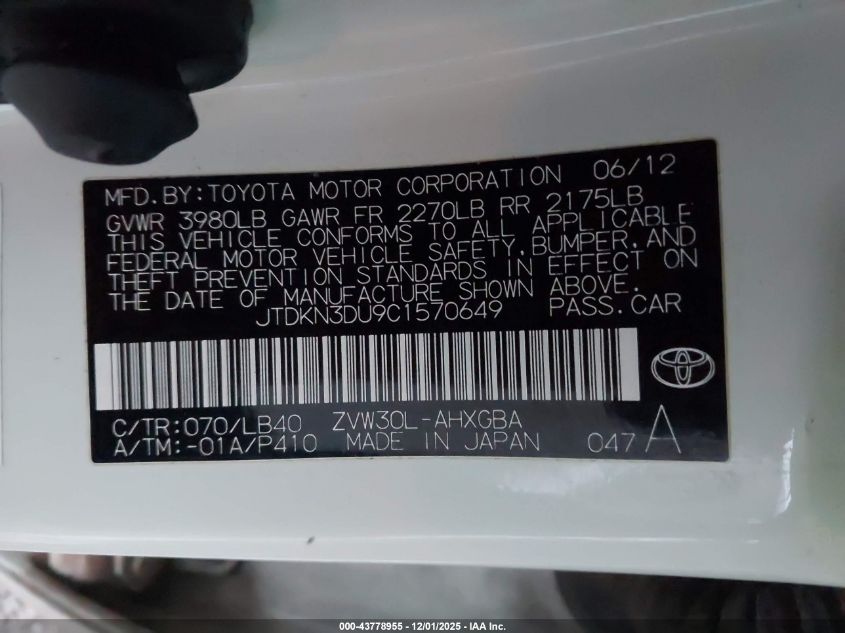 MFD.BY:TOYOTA MOTOR CORPORATION 06/12
GVWR 3980LB GAWR FR 2270LB RR 2175LB
THIS VEHICLE CONFORMS TO ALL APPLICABLE
FEDERAL MOTOR VEHICLE SAFETY,BUMPER,AND
THEFT PREVENTION STANDARDS IN EFFECT ON
THE DATE OF MANUFACTURE SHOWN ABOVE.
JTDKN3DU9C1570649 PASS.CAR
C/TR:070/LB40 ZVW30L-AHXGBA
A/TM:-01A/P410 MADE IN JAPAN 047 A
000-43778955 - 12/01/2025 - IAA Inc.